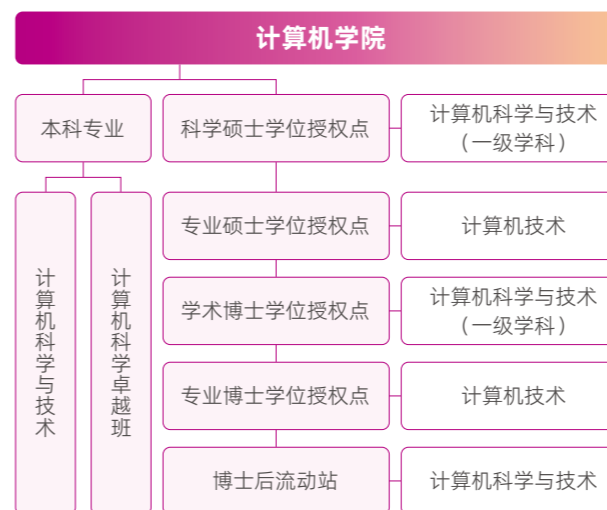 计算机学院
本科专业
科学硕士学位授权点
计算机科学与技术
（一级学科）
专业硕士学位授权点
计算机技术
计算机科学与技术
计算机科学卓越班
学术博士学位授权点
计算机科学与技术
（一级学科）
专业博士学位授权点
计算机技术
博士后流动站
计算机科学与技术